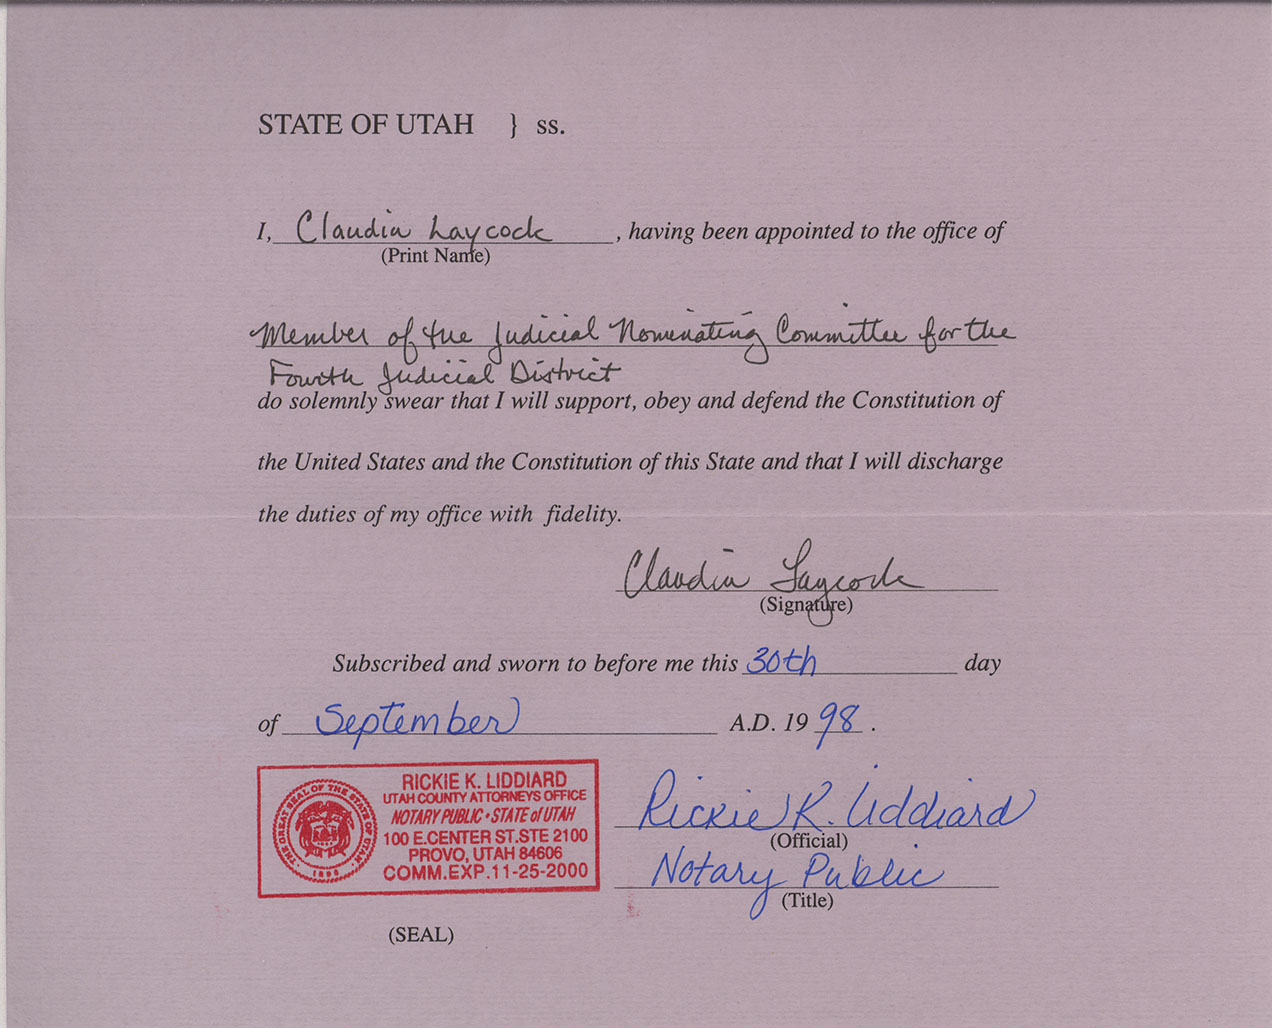 STATE OF UTAH } ss.
I, Claudia Laycock , having been appointed to the office of
(Print Name)
Member of the Judicial Nominating Committee for the
Fourth Judicial District
do solemnly swear that I will support, obey and defend the Constitution of
the United States and the Constitution of this State and that I will discharge
the duties of my office with fidelity.
Claudia Laycock
(Signature)
Subscribed and sworn to before me this 30th day
of September A.D. 19 98 .
RICKIE K. LIDDIARD
UTAH COUNTY ATTORNEYS OFFICE
NOTARY PUBLIC • STATE of UTAH
100 E.CENTER ST.STE 2100
PROVO, UTAH 84606
COMM.EXP.11-25-2000
THE GREAT SEAL OF THE STATE OF UTAH
1896
Rickie K. Liddiard
(Official)
Notary Public
(Title)
(SEAL)